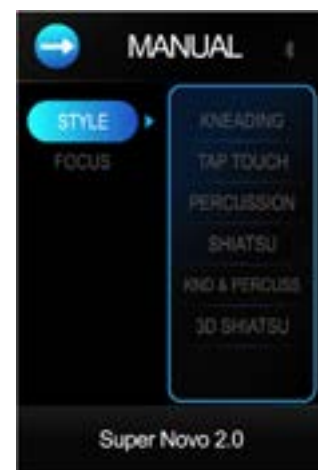 MANUAL
STYLE
FOCUS
KNEADING
TAP TOUCH
PERCUSSION
SHIATSU
KND & PERCUSS
3D SHIATSU
Super Novo 2.0